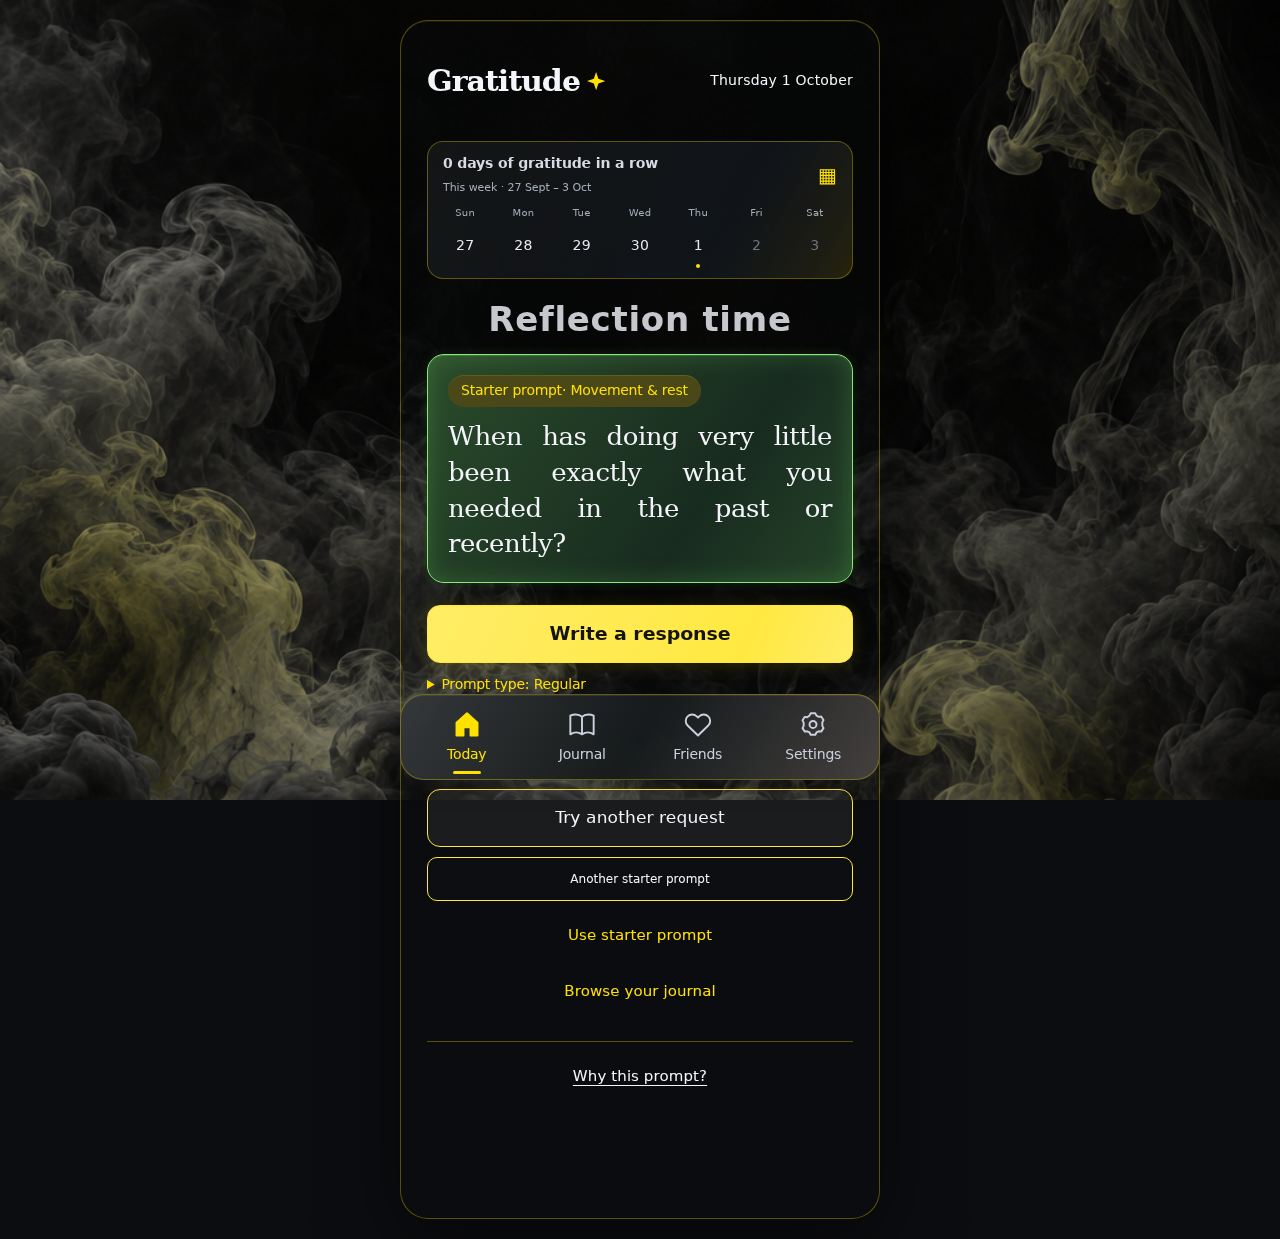 Gratitude
Thursday 1 October
0 days of gratitude in a row
This week · 27 Sept – 3 Oct
Sun Mon Tue Wed Thu Fri Sat
27 28 29 30 1 2 3
Reflection time
Starter prompt· Movement & rest
When has doing very little
been exactly what you
needed in the past or
recently?
Write a response
Prompt type: Regular
Today Journal Friends Settings
Try another request
Another starter prompt
Use starter prompt
Browse your journal
Why this prompt?